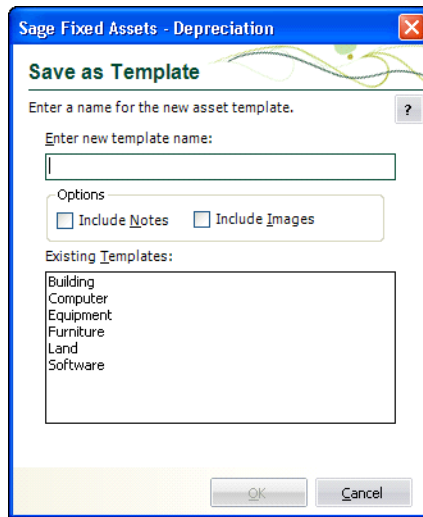 Sage Fixed Assets - Depreciation
Save as Template
Enter a name for the new asset template.
?
Enter new template name:
Options
Include Notes
Include Images
Existing Templates:
Building
Computer
Equipment
Furniture
Land
Software
OK
Cancel